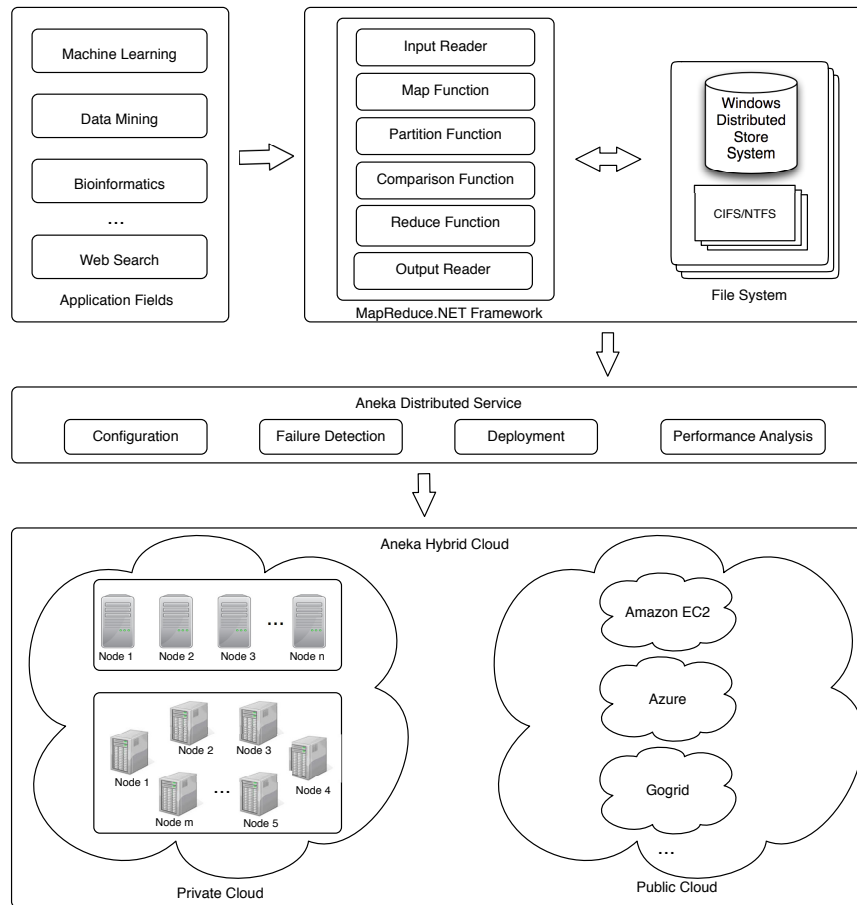 Machine Learning
Data Mining
Bioinformatics
...
Web Search
Application Fields
Input Reader
Map Function
Partition Function
Comparison Function
Reduce Function
Output Reader
MapReduce.NET Framework
Windows
Distributed
Store
System
CIFS/NTFS
File System
Aneka Distributed Service
Configuration
Failure Detection
Deployment
Performance Analysis
Aneka Hybrid Cloud
...
Node 1
Node 2
Node 3
Node n
Node 1
Node 2
Node 3
Node 4
Node m
...
Node 5
Private Cloud
Amazon EC2
Azure
Gogrid
...
Public Cloud